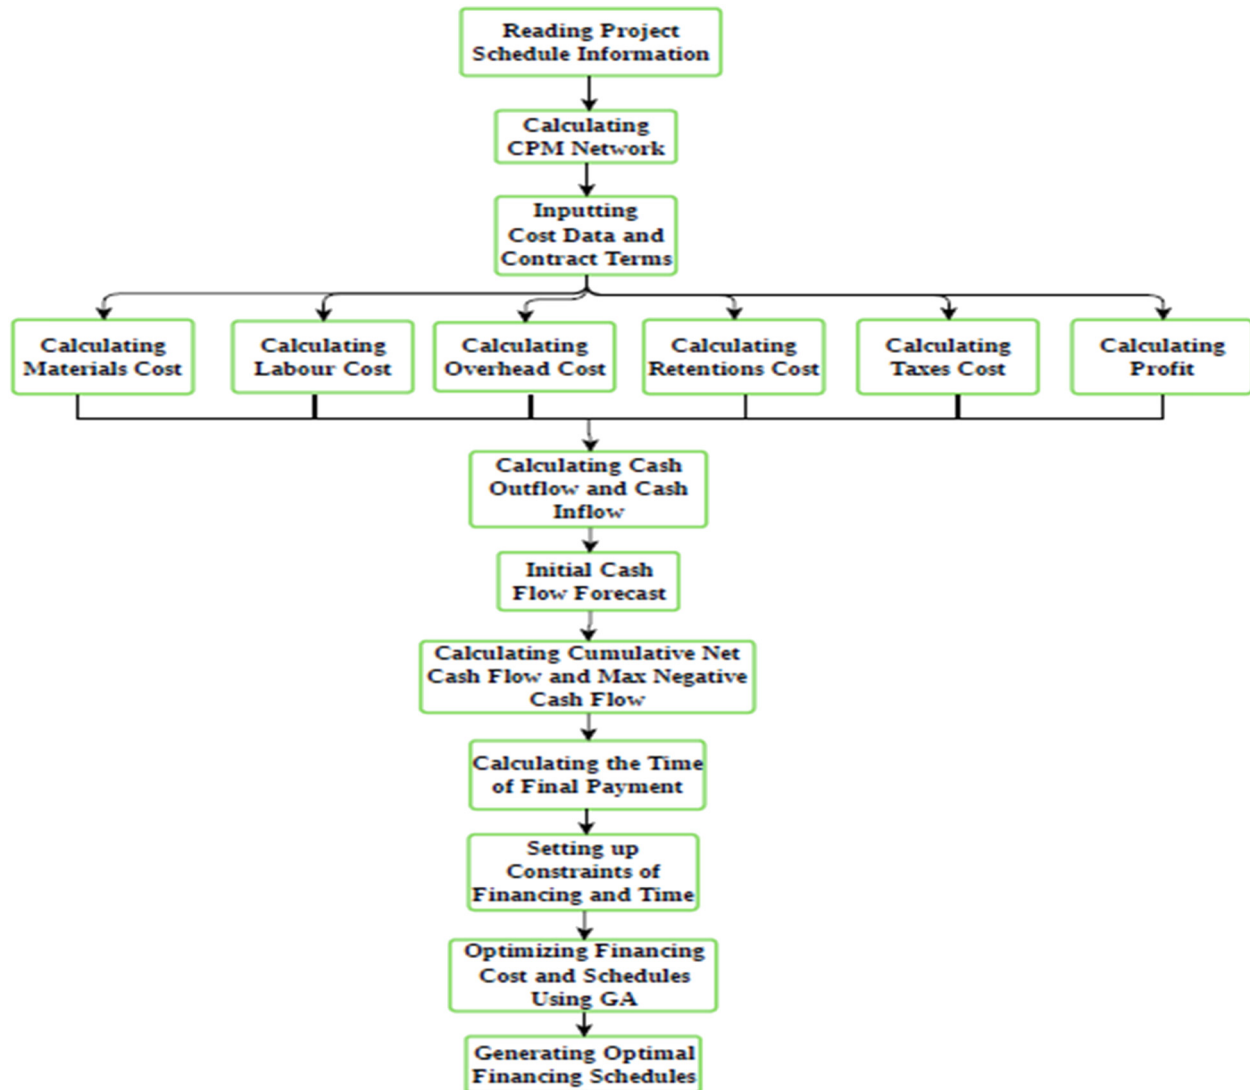 Reading Project
Schedule Information
Calculating
CPM Network
Inputting
Cost Data and
Contract Terms
Calculating
Materials Cost
Calculating
Labour Cost
Calculating
Overhead Cost
Calculating
Retentions Cost
Calculating
Taxes Cost
Calculating
Profit
Calculating Cash
Outflow and Cash
Inflow
Initial Cash
Flow Forecast
Calculating Cumulative Net
Cash Flow and Max Negative
Cash Flow
Calculating the Time
of Final Payment
Setting up
Constraints of
Financing and Time
Optimizing Financing
Cost and Schedules
Using GA
Generating Optimal
Financing Schedules